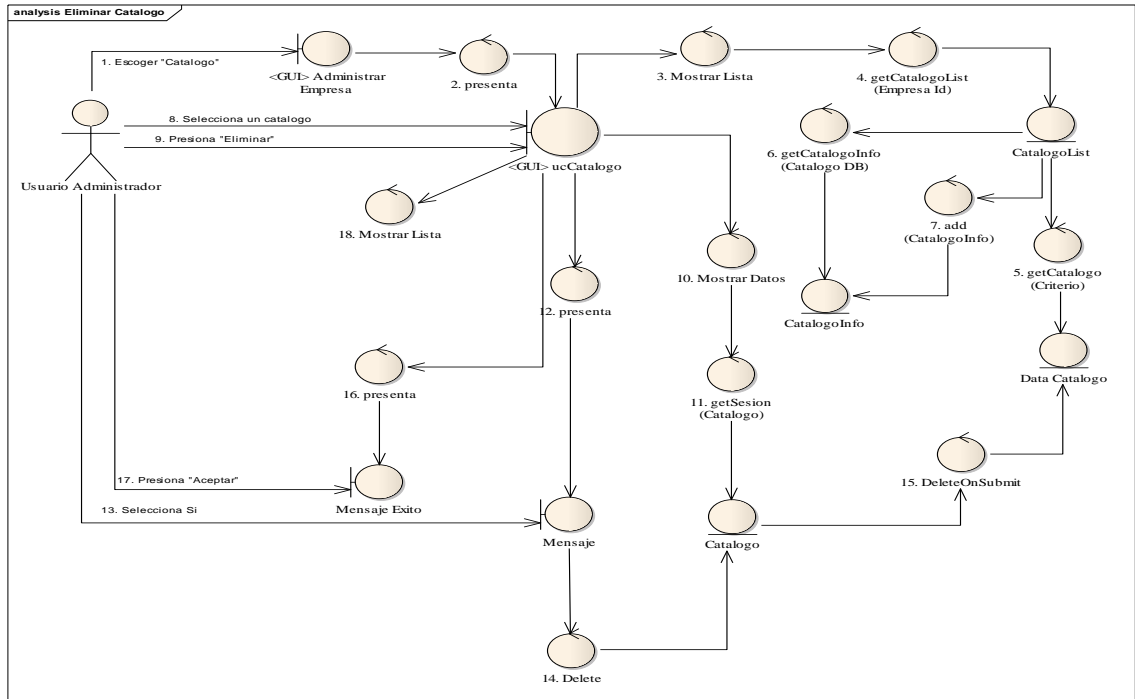 analysis Eliminar Catalogo
1. Escoger "Catalogo"
<GUI> Administrar
Empresa
2. presenta
3. Mostrar Lista
4. getCatalogoList
(Empresa Id)
8. Selecciona un catalogo
9. Presiona "Eliminar"
<GUI> ucCatalogo
6. getCatalogoInfo
(Catalogo DB)
CatalogoList
Usuario Administrador
18. Mostrar Lista
7. add
(CatalogoInfo)
10. Mostrar Datos
5. getCatalogo
(Criterio)
12. presenta
CatalogoInfo
Data Catalogo
16. presenta
11. getSesion
(Catalogo)
17. Presiona "Aceptar"
15. DeleteOnSubmit
13. Selecciona Si
Mensaje Exito
Mensaje
Catalogo
14. Delete